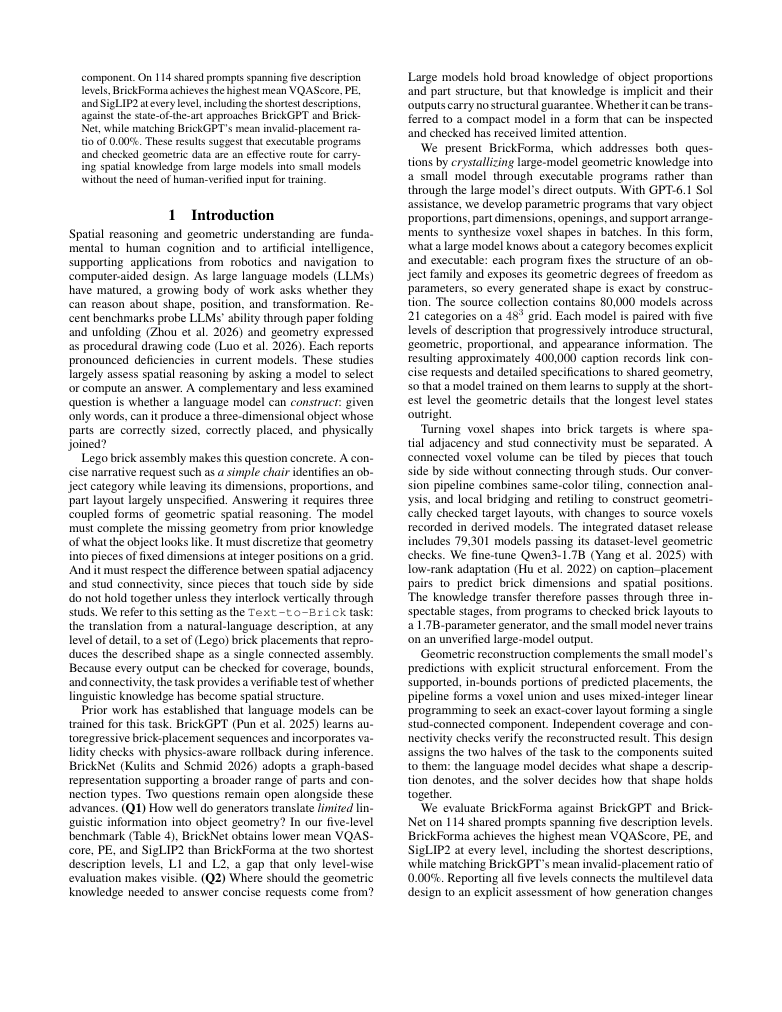 component. On 114 shared prompts spanning five description
levels, BrickForma achieves the highest mean VQAScore, PE,
and SigLIP2 at every level, including the shortest descriptions,
against the state-of-the-art approaches BrickGPT and Brick-
Net, while matching BrickGPT's mean invalid-placement ra-
tio of 0.00%. These results suggest that executable programs
and checked geometric data are an effective route for carry-
ing spatial knowledge from large models into small models
without the need of human-verified input for training.
1 Introduction
Spatial reasoning and geometric understanding are funda-
mental to human cognition and to artificial intelligence,
supporting applications from robotics and navigation to
computer-aided design. As large language models (LLMs)
have matured, a growing body of work asks whether they
can reason about shape, position, and transformation. Re-
cent benchmarks probe LLMs' ability through paper folding
and unfolding (Zhou et al. 2026) and geometry expressed
as procedural drawing code (Luo et al. 2026). Each reports
pronounced deficiencies in current models. These studies
largely assess spatial reasoning by asking a model to select
or compute an answer. A complementary and less examined
question is whether a language model can construct: given
only words, can it produce a three-dimensional object whose
parts are correctly sized, correctly placed, and physically
joined?
Lego brick assembly makes this question concrete. A con-
cise narrative request such as a simple chair identifies an ob-
ject category while leaving its dimensions, proportions, and
part layout largely unspecified. Answering it requires three
coupled forms of geometric spatial reasoning. The model
must complete the missing geometry from prior knowledge
of what the object looks like. It must discretize that geometry
into pieces of fixed dimensions at integer positions on a grid.
And it must respect the difference between spatial adjacency
and stud connectivity, since pieces that touch side by side
do not hold together unless they interlock vertically through
studs. We refer to this setting as the Text-to-Brick task:
the translation from a natural-language description, at any
level of detail, to a set of (Lego) brick placements that repro-
duces the described shape as a single connected assembly.
Because every output can be checked for coverage, bounds,
and connectivity, the task provides a verifiable test of whether
linguistic knowledge has become spatial structure.
Prior work has established that language models can be
trained for this task. BrickGPT (Pun et al. 2025) learns au-
toregressive brick-placement sequences and incorporates va-
lidity checks with physics-aware rollback during inference.
BrickNet (Kulits and Schmid 2026) adopts a graph-based
representation supporting a broader range of parts and con-
nection types. Two questions remain open alongside these
advances. (Q1) How well do generators translate limited lin-
guistic information into object geometry? In our five-level
benchmark (Table 4), BrickNet obtains lower mean VQAS-
core, PE, and SigLIP2 than BrickForma at the two shortest
description levels, L1 and L2, a gap that only level-wise
evaluation makes visible. (Q2) Where should the geometric
knowledge needed to answer concise requests come from?
Large models hold broad knowledge of object proportions
and part structure, but that knowledge is implicit and their
outputs carry no structural guarantee. Whether it can be trans-
ferred to a compact model in a form that can be inspected
and checked has received limited attention.
We present BrickForma, which addresses both ques-
tions by crystallizing large-model geometric knowledge into
a small model through executable programs rather than
through the large model's direct outputs. With GPT-6.1 Sol
assistance, we develop parametric programs that vary object
proportions, part dimensions, openings, and support arrange-
ments to synthesize voxel shapes in batches. In this form,
what a large model knows about a category becomes explicit
and executable: each program fixes the structure of an ob-
ject family and exposes its geometric degrees of freedom as
parameters, so every generated shape is exact by construc-
tion. The source collection contains 80,000 models across
21 categories on a 48³ grid. Each model is paired with five
levels of description that progressively introduce structural,
geometric, proportional, and appearance information. The
resulting approximately 400,000 caption records link con-
cise requests and detailed specifications to shared geometry,
so that a model trained on them learns to supply at the short-
est level the geometric details that the longest level states
outright.
Turning voxel shapes into brick targets is where spa-
tial adjacency and stud connectivity must be separated. A
connected voxel volume can be tiled by pieces that touch
side by side without connecting through studs. Our conver-
sion pipeline combines same-color tiling, connection anal-
ysis, and local bridging and retiling to construct geometri-
cally checked target layouts, with changes to source voxels
recorded in derived models. The integrated dataset release
includes 79,301 models passing its dataset-level geometric
checks. We fine-tune Qwen3-1.7B (Yang et al. 2025) with
low-rank adaptation (Hu et al. 2022) on caption–placement
pairs to predict brick dimensions and spatial positions.
The knowledge transfer therefore passes through three in-
spectable stages, from programs to checked brick layouts to
a 1.7B-parameter generator, and the small model never trains
on an unverified large-model output.
Geometric reconstruction complements the small model's
predictions with explicit structural enforcement. From the
supported, in-bounds portions of predicted placements, the
pipeline forms a voxel union and uses mixed-integer linear
programming to seek an exact-cover layout forming a single
stud-connected component. Independent coverage and con-
nectivity checks verify the reconstructed result. This design
assigns the two halves of the task to the components suited
to them: the language model decides what shape a descrip-
tion denotes, and the solver decides how that shape holds
together.
We evaluate BrickForma against BrickGPT and Brick-
Net on 114 shared prompts spanning five description levels.
BrickForma achieves the highest mean VQAScore, PE, and
SigLIP2 at every level, including the shortest descriptions,
while matching BrickGPT's mean invalid-placement ratio of
0.00%. Reporting all five levels connects the multilevel data
design to an explicit assessment of how generation changes